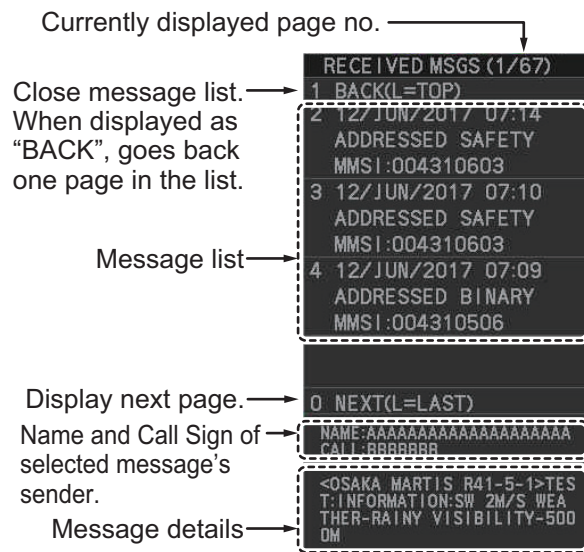 Currently displayed page no.
RECEIVED MSGS (1/67)
Close message list.
When displayed as
“BACK”, goes back
one page in the list.
1 BACK(L=TOP)
2 12/JUN/2017 07:14
ADDRESSED SAFETY
MMSI:004310603
3 12/JUN/2017 07:10
ADDRESSED SAFETY
MMSI:004310603
Message list
4 12/JUN/2017 07:09
ADDRESSED BINARY
MMSI:004310506
Display next page.
0 NEXT(L=LAST)
Name and Call Sign of
selected message’s
sender.
NAME:AAAAAAAAAAAAAAAAAAAA
CALL:BBBBBBB
Message details
<OSAKA MARTIS R41-5-1>TES
T:INFORMATION:SW 2M/S WEA
THER-RAINY VISIBILITY-500
0M